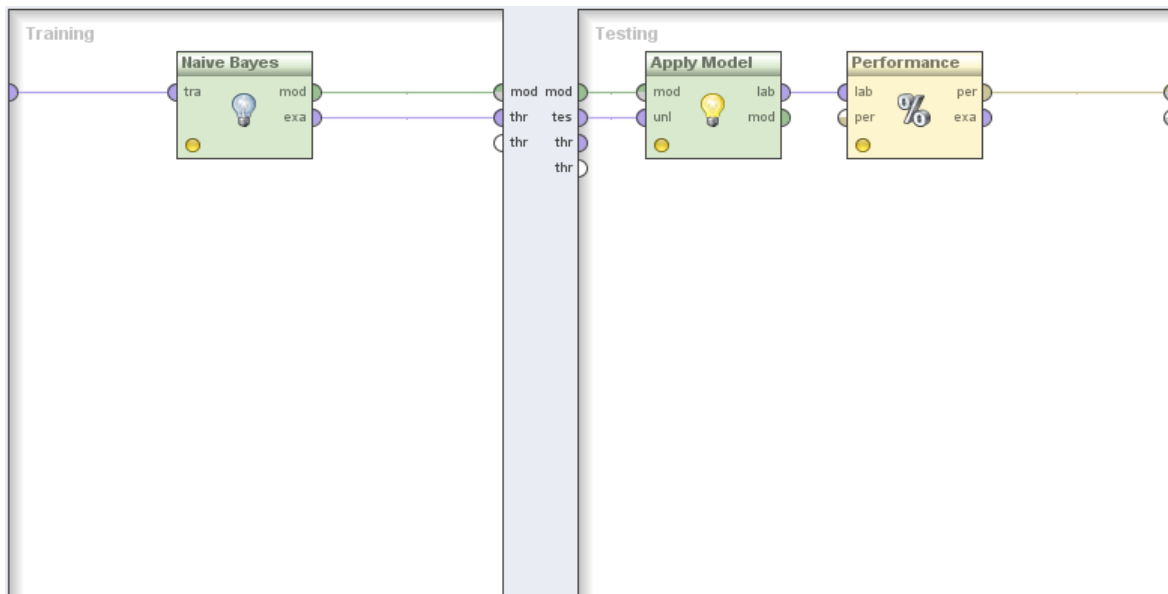 Training
Testing
Naive Bayes
Apply Model
Performance
tra mod
mod mod
mod lab
lab per
exa
thr tes
unl mod
per exa
thr thr
thr
%